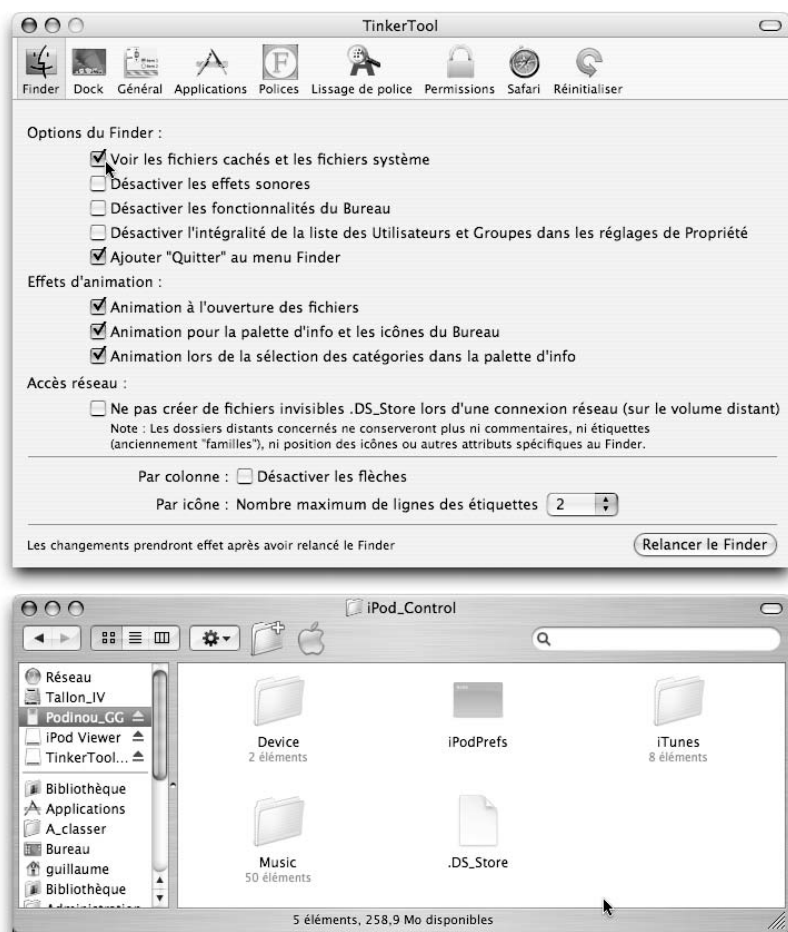 TinkerTool
Finder Dock Général Applications Polices Lissage de police Permissions Safari Réinitialiser
Options du Finder :
Voir les fichiers cachés et les fichiers système
Désactiver les effets sonores
Désactiver les fonctionnalités du Bureau
Désactiver l'intégralité de la liste des Utilisateurs et Groupes dans les réglages de Propriété
Ajouter "Quitter" au menu Finder
Effets d'animation :
Animation à l'ouverture des fichiers
Animation pour la palette d'info et les icônes du Bureau
Animation lors de la sélection des catégories dans la palette d'info
Accès réseau :
Ne pas créer de fichiers invisibles .DS_Store lors d'une connexion réseau (sur le volume distant)
Note : Les dossiers distants concernés ne conserveront plus ni commentaires, ni étiquettes
(anciennement "familles"), ni position des icônes ou autres attributs spécifiques au Finder.
Par colonne : Désactiver les flèches
Par icône : Nombre maximum de lignes des étiquettes 2
Les changements prendront effet après avoir relancé le Finder Relancer le Finder
iPod_Control
Réseau
Tallon_IV
Podinou_GG
iPod Viewer
TinkerTool...
Bibliothèque
Applications
A_classer
Bureau
guillaume
Bibliothèque
Administration
Device
2 éléments
iPodPrefs
iTunes
8 éléments
Music
50 éléments
.DS_Store
5 éléments, 258,9 Mo disponibles